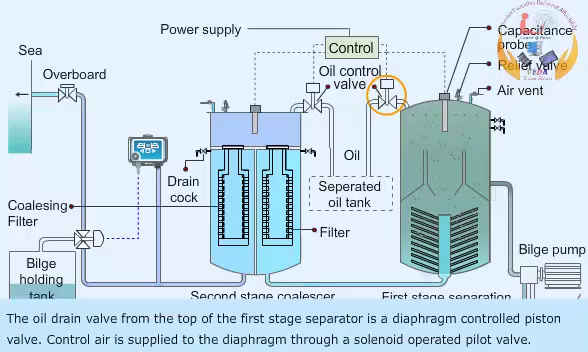 Power supply
Control
Capacitance
probe
Sea
Overboard
Oil control
valve
Relief valve
VEDA
Air vent
Oil
Drain
cock
Seperated
oil tank
Coalesing
Filter
Filter
Bilge pump
Bilge
holding
tank
Second stage coalescer
First stage separation
The oil drain valve from the top of the first stage separator is a diaphragm controlled piston
valve. Control air is supplied to the diaphragm through a solenoid operated pilot valve.